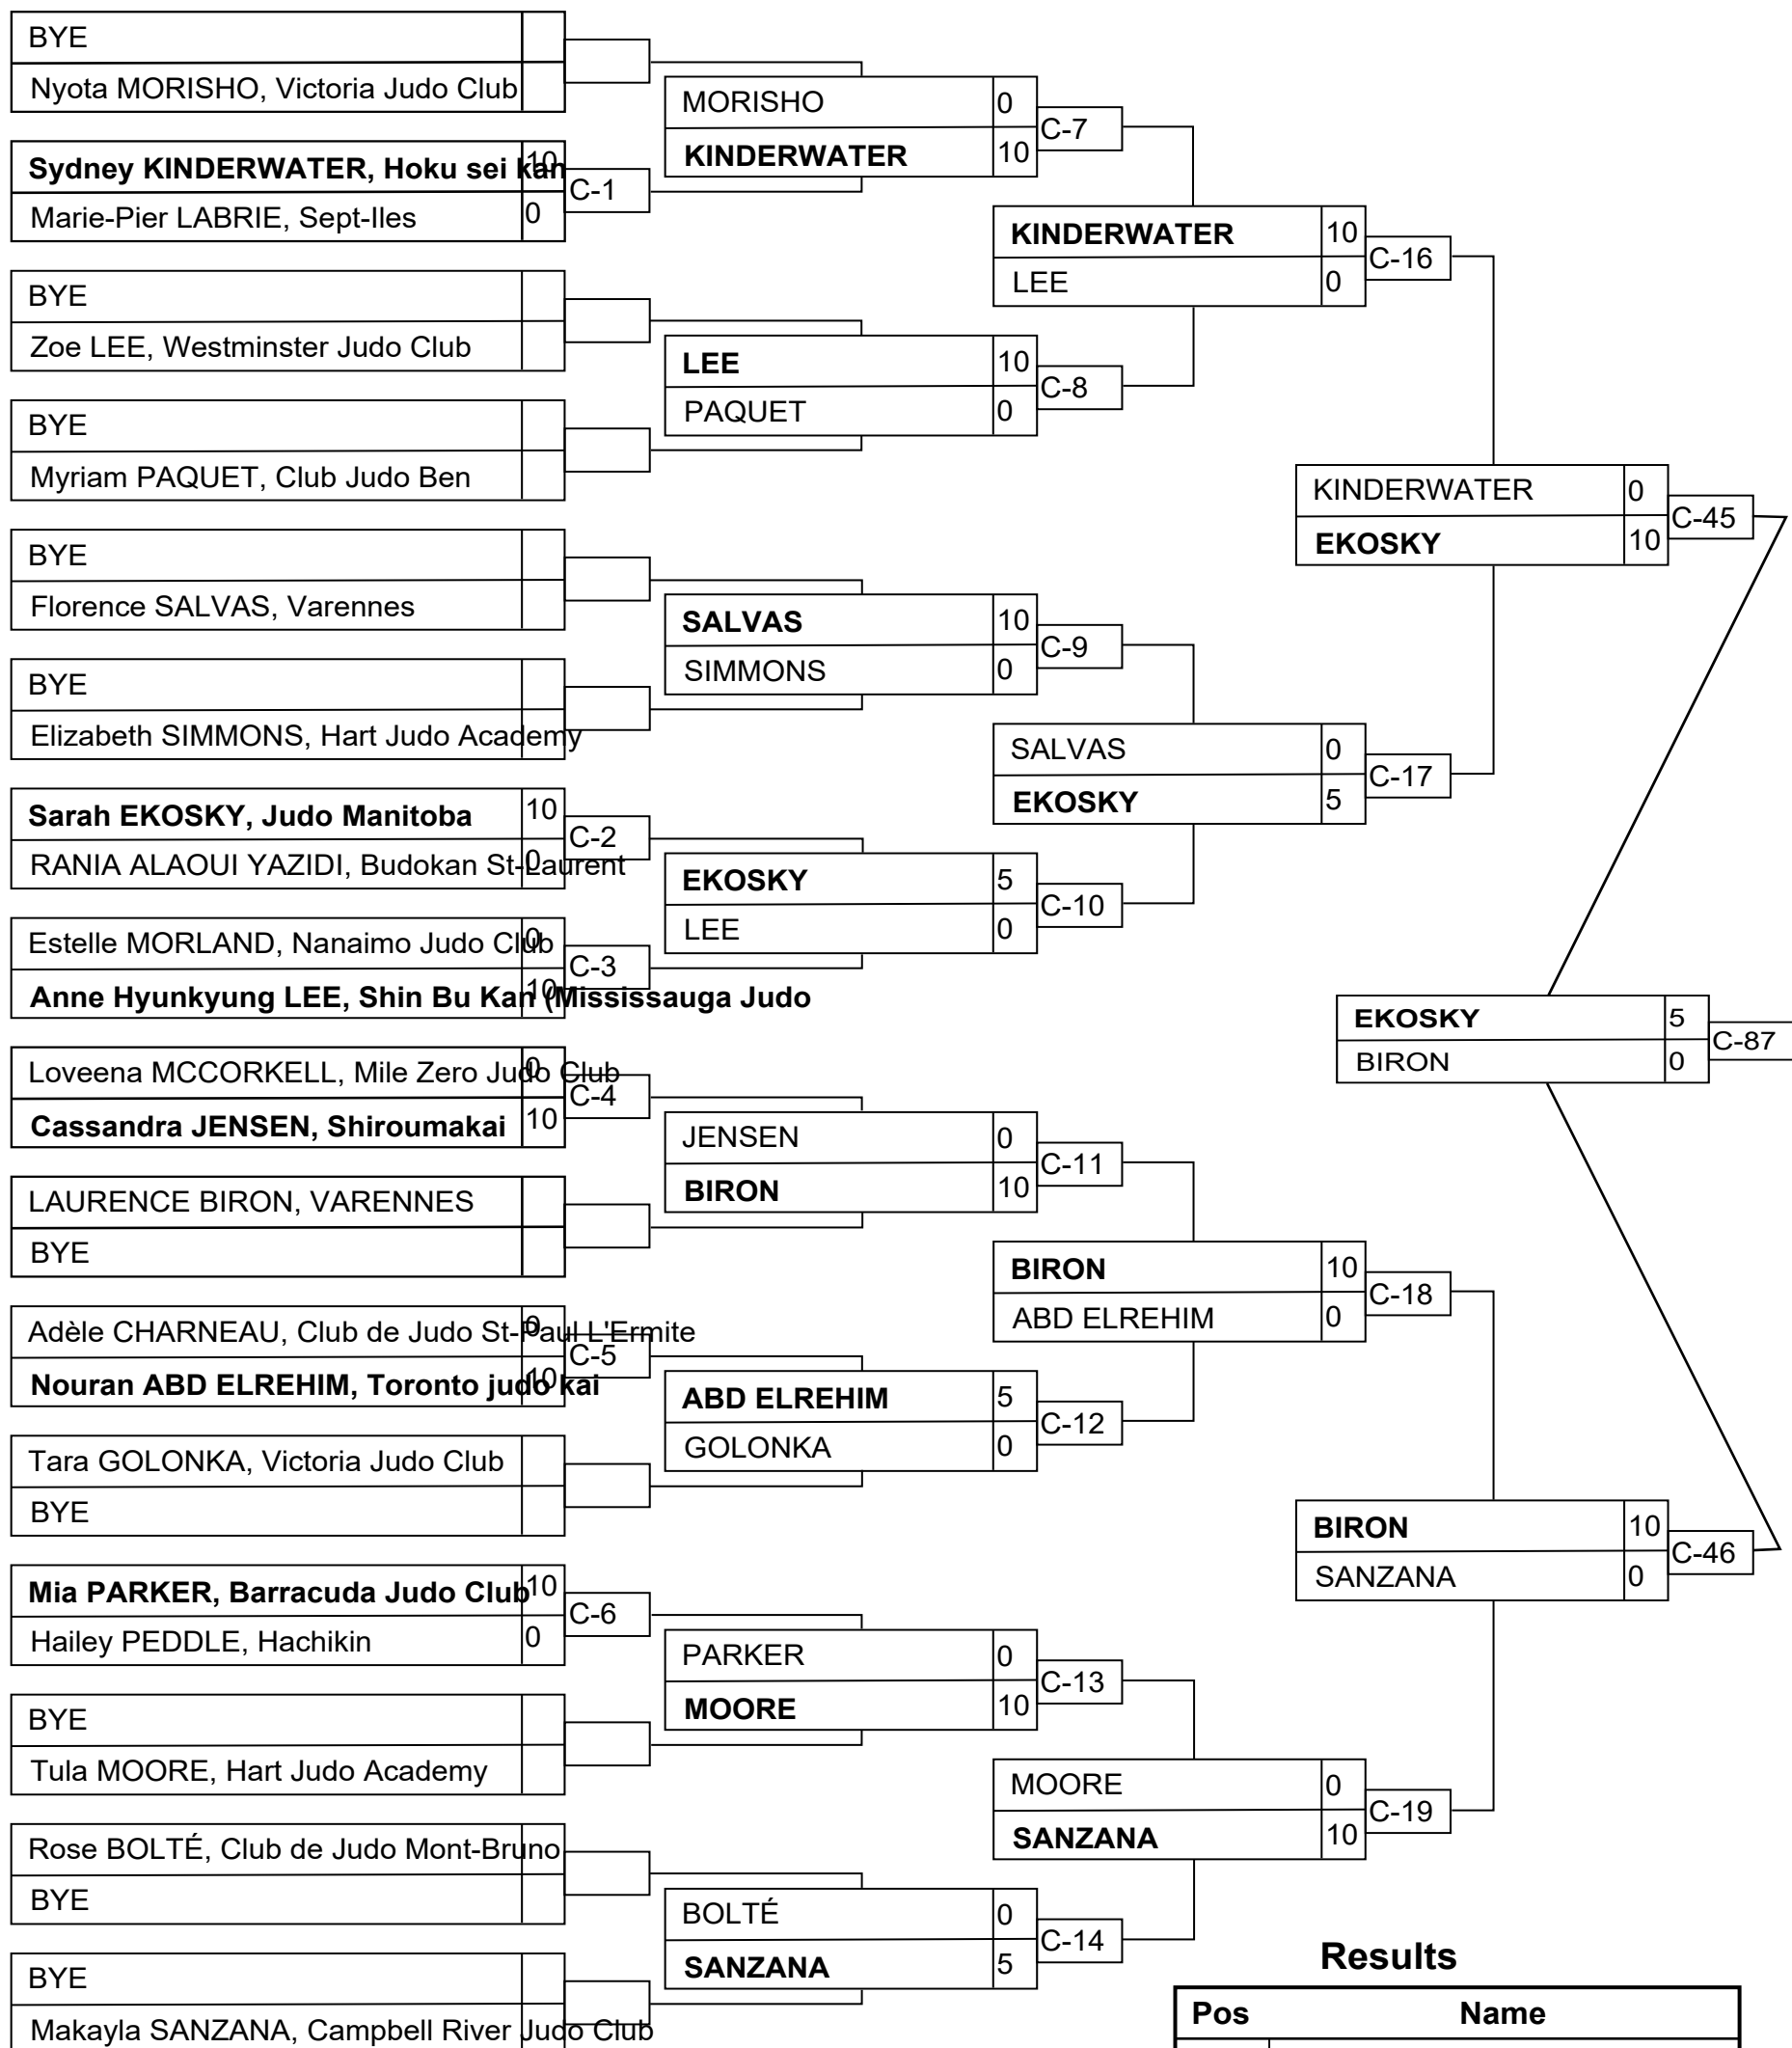 BYE
Nyota MORISHO, Victoria Judo Club
Sydney KINDERWATER, Hoku sei kan 10
Marie-Pier LABRIE, Sept-Iles 0
C-1
BYE
Zoe LEE, Westminster Judo Club
BYE
Myriam PAQUET, Club Judo Ben
BYE
Florence SALVAS, Varennes
BYE
Elizabeth SIMMONS, Hart Judo Academy
Sarah EKOSKY, Judo Manitoba 10
RANIA ALAOUI YAZIDI, Budokan St-Laurent 0
C-2
Estelle MORLAND, Nanaimo Judo Club 0
Anne Hyunkyung LEE, Shin Bu Kan (Mississauga Judo 10
C-3
Loveena MCCORKELL, Mile Zero Judo Club 0
Cassandra JENSEN, Shiroumakai 10
C-4
LAURENCE BIRON, VARENNES
BYE
Adèle CHARNEAU, Club de Judo St-Paul L'Ermite 0
Nouran ABD ELREHIM, Toronto judo kai 10
C-5
Tara GOLONKA, Victoria Judo Club
BYE
Mia PARKER, Barracuda Judo Club 10
Hailey PEDDLE, Hachikin 0
C-6
BYE
Tula MOORE, Hart Judo Academy
Rose BOLTÉ, Club de Judo Mont-Bruno
BYE
BYE
Makayla SANZANA, Campbell River Judo Club
MORISHO 0
KINDERWATER 10
C-7
LEE 10
PAQUET 0
C-8
SALVAS 10
SIMMONS 0
C-9
EKOSKY 5
LEE 0
C-10
JENSEN 0
BIRON 10
C-11
ABD ELREHIM 5
GOLONKA 0
C-12
PARKER 0
MOORE 10
C-13
BOLTÉ 0
SANZANA 5
C-14
KINDERWATER 10
LEE 0
C-16
SALVAS 0
EKOSKY 5
C-17
BIRON 10
ABD ELREHIM 0
C-18
MOORE 0
SANZANA 10
C-19
KINDERWATER 0
EKOSKY 10
C-45
BIRON 10
SANZANA 0
C-46
EKOSKY 5
BIRON 0
C-87
Results
Pos Name